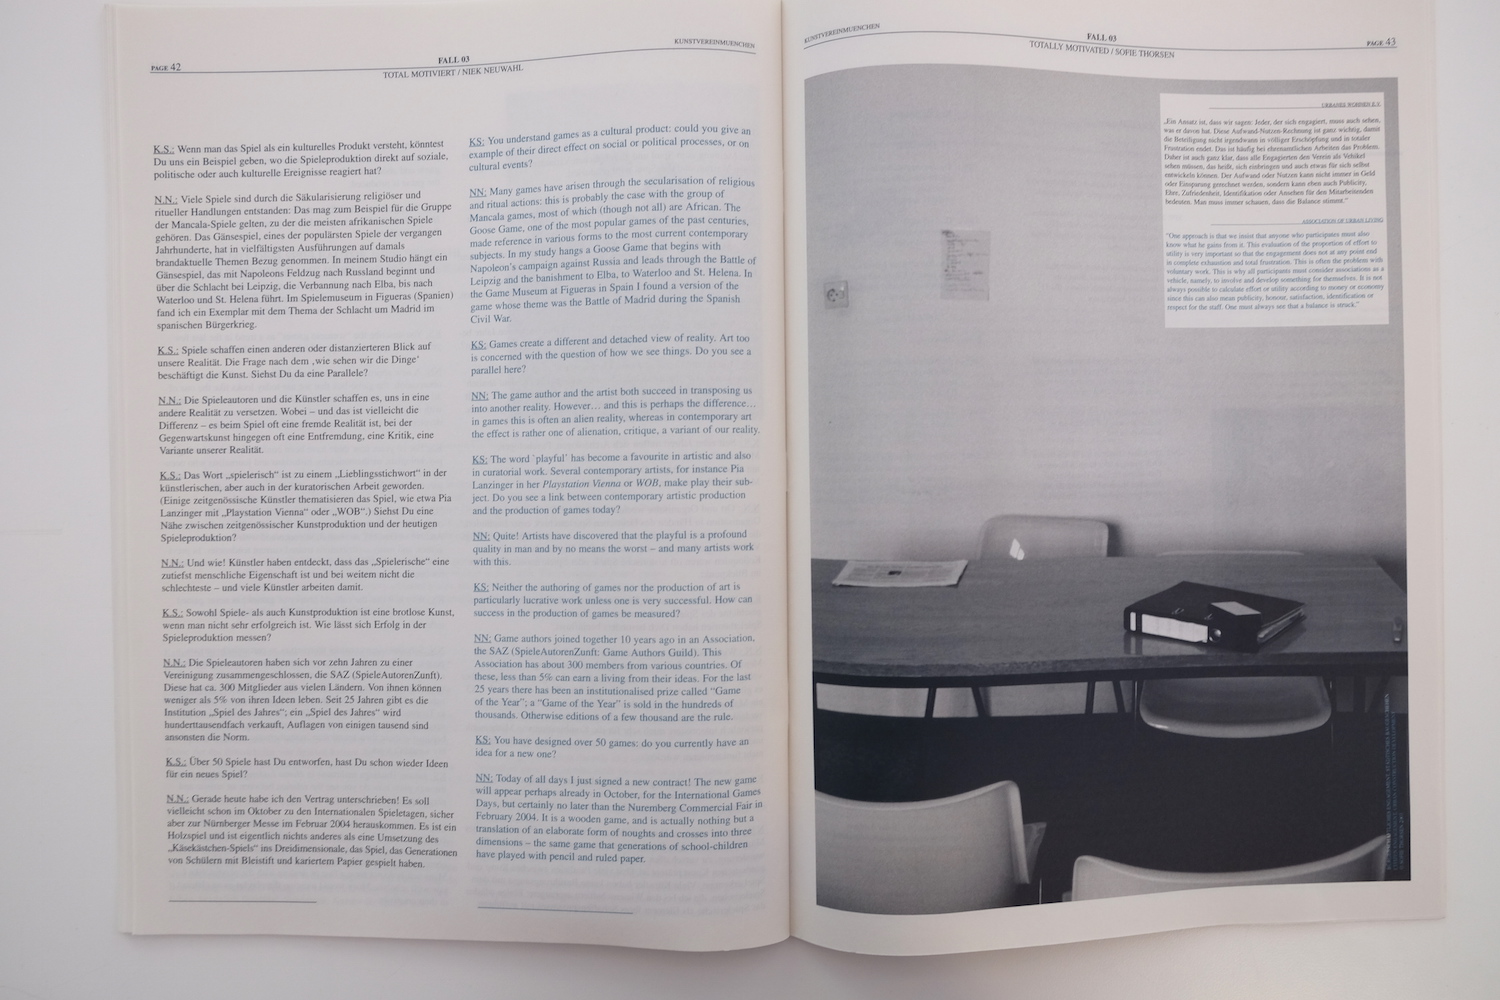 PAGE 42
FALL 03
TOTAL MOTIVIERT / NIEK NEUWAHL
KUNSTVEREINMUENCHEN
K.S.: Wenn man das Spiel als ein kulturelles Produkt versteht, könntest
Du uns ein Beispiel geben, wo die Spieleproduktion direkt auf soziale,
politische oder auch kulturelle Ereignisse reagiert hat?
N.N.: Viele Spiele sind durch die Säkularisierung religiöser und
ritueller Handlungen entstanden: Das mag zum Beispiel für die Gruppe
der Mancala-Spiele gelten, zu der die meisten afrikanischen Spiele
gehören. Das Gänsespiel, eines der populärsten Spiele der vergangen
Jahrhunderte, hat in vielfältigsten Ausführungen auf damals
brandaktuelle Themen Bezug genommen. In meinem Studio hängt ein
Gänsespiel, das mit Napoleons Feldzug nach Russland beginnt und
über die Schlacht bei Leipzig, die Verbannung nach Elba, bis nach
Waterloo und St. Helena führt. Im Spielemuseum in Figueras (Spanien)
fand ich ein Exemplar mit dem Thema der Schlacht um Madrid im
spanischen Bürgerkrieg.
K.S.: Spiele schaffen einen anderen oder distanzierteren Blick auf
unsere Realität. Die Frage nach dem ‚wie sehen wir die Dinge'
beschäftigt die Kunst. Siehst Du da eine Parallele?
N.N.: Die Spieleautoren und die Künstler schaffen es, uns in eine
andere Realität zu versetzen. Wobei – und das ist vielleicht die
Differenz – es beim Spiel oft eine fremde Realität ist, bei der
Gegenwartskunst hingegen oft eine Entfremdung, eine Kritik, eine
Variante unserer Realität.
K.S.: Das Wort „spielerisch“ ist zu einem „Lieblingsstichwort“ in der
künstlerischen, aber auch in der kuratorischen Arbeit geworden.
(Einige zeitgenössische Künstler thematisieren das Spiel, wie etwa Pia
Lanzinger mit „Playstation Vienna“ oder „WOB“.) Siehst Du eine
Nähe zwischen zeitgenössischer Kunstproduktion und der heutigen
Spieleproduktion?
N.N.: Und wie! Künstler haben entdeckt, dass das „Spielerische“ eine
zutiefst menschliche Eigenschaft ist und bei weitem nicht die
schlechteste – und viele Künstler arbeiten damit.
K.S.: Sowohl Spiele- als auch Kunstproduktion ist eine brotlose Kunst,
wenn man nicht sehr erfolgreich ist. Wie lässt sich Erfolg in der
Spieleproduktion messen?
N.N.: Die Spieleautoren haben sich vor zehn Jahren zu einer
Vereinigung zusammengeschlossen, die SAZ (SpieleAutorenZunft).
Diese hat ca. 300 Mitglieder aus vielen Ländern. Von ihnen können
weniger als 5% von ihren Ideen leben. Seit 25 Jahren gibt es die
Institution „Spiel des Jahres“; ein „Spiel des Jahres“ wird
hunderttausendfach verkauft, Auflagen von einigen tausend sind
ansonsten die Norm.
K.S.: Über 50 Spiele hast Du entworfen, hast Du schon wieder Ideen
für ein neues Spiel?
N.N.: Gerade heute habe ich den Vertrag unterschrieben! Es soll
vielleicht schon im Oktober zu den Internationalen Spieletagen, sicher
aber zur Nürnberger Messe im Februar 2004 herauskommen. Es ist ein
Holzspiel und ist eigentlich nichts anderes als eine Umsetzung des
„Käsekästchen-Spiels“ ins Dreidimensionale, das Spiel, das Generationen
von Schülern mit Bleistift und kariertem Papier gespielt haben.
KS: You understand games as a cultural product: could you give an
example of their direct effect on social or political processes, or on
cultural events?
NN: Many games have arisen through the secularisation of religious
and ritual actions: this is probably the case with the group of
Mancala games, most of which (though not all) are African. The
Goose Game, one of the most popular games of the past centuries,
made reference in various forms to the most current contemporary
subjects. In my study hangs a Goose Game that begins with
Napoleon's campaign against Russia and leads through the Battle of
Leipzig and the banishment to Elba, to Waterloo and St. Helena. In
the Game Museum at Figueras in Spain I found a version of the
game whose theme was the Battle of Madrid during the Spanish
Civil War.
KS: Games create a different and detached view of reality. Art too
is concerned with the question of how we see things. Do you see a
parallel here?
NN: The game author and the artist both succeed in transposing us
into another reality. However… and this is perhaps the difference…
in games this is often an alien reality, whereas in contemporary art
the effect is rather one of alienation, critique, a variant of our reality.
KS: The word `playful' has become a favourite in artistic and also
in curatorial work. Several contemporary artists, for instance Pia
Lanzinger in her Playstation Vienna or WOB, make play their sub-
ject. Do you see a link between contemporary artistic production
and the production of games today?
NN: Quite! Artists have discovered that the playful is a profound
quality in man and by no means the worst – and many artists work
with this.
KS: Neither the authoring of games nor the production of art is
particularly lucrative work unless one is very successful. How can
success in the production of games be measured?
NN: Game authors joined together 10 years ago in an Association,
the SAZ (SpieleAutorenZunft: Game Authors Guild). This
Association has about 300 members from various countries. Of
these, less than 5% can earn a living from their ideas. For the last
25 years there has been an institutionalised prize called “Game
of the Year”; a “Game of the Year” is sold in the hundreds of
thousands. Otherwise editions of a few thousand are the rule.
KS: You have designed over 50 games: do you currently have an
idea for a new one?
NN: Today of all days I just signed a new contract! The new game
will appear perhaps already in October, for the International Games
Days, but certainly no later than the Nuremberg Commercial Fair in
February 2004. It is a wooden game, and is actually nothing but a
translation of an elaborate form of noughts and crosses into three
dimensions – the same game that generations of school-children
have played with pencil and ruled paper.
KUNSTVEREINMUENCHEN
FALL 03
TOTALLY MOTIVATED / SOFIE THORSEN
PAGE 43
URBANES WOHNEN E.V.
„Ein Ansatz ist, dass wir sagen: Jeder, der sich engagiert, muss auch sehen,
was er davon hat. Diese Aufwand-Nutzen-Rechnung ist ganz wichtig, damit
die Beteiligung nicht irgendwann in völliger Erschöpfung und in totaler
Frustration endet. Das ist häufig bei ehrenamtlichen Arbeiten das Problem.
Daher ist auch ganz klar, dass alle Engagierten den Verein als Vehikel
sehen müssen, das heißt, sich einbringen und auch etwas für sich selbst
entwickeln können. Der Aufwand oder Nutzen kann nicht immer in Geld
oder Einsparung gerechnet werden, sondern kann eben auch Publicity,
Ehre, Zufriedenheit, Identifikation oder Ansehen für den Mitarbeitenden
bedeuten. Man muss immer schauen, dass die Balance stimmt.“
ASSOCIATION OF URBAN LIVING
“One approach is that we insist that anyone who participates must also
know what he gains from it. This evaluation of the proportion of effort to
utility is very important so that the engagement does not at any point end
in complete exhaustion and total frustration. This is often the problem with
voluntary work. This is why all participants must consider associations as a
vehicle, namely, to involve and develop something for themselves. It is not
always possible to calculate effort or utility according to money or economy
since this can also mean publicity, honour, satisfaction, identification or
respect for the staff. One must always see that a balance is struck.”